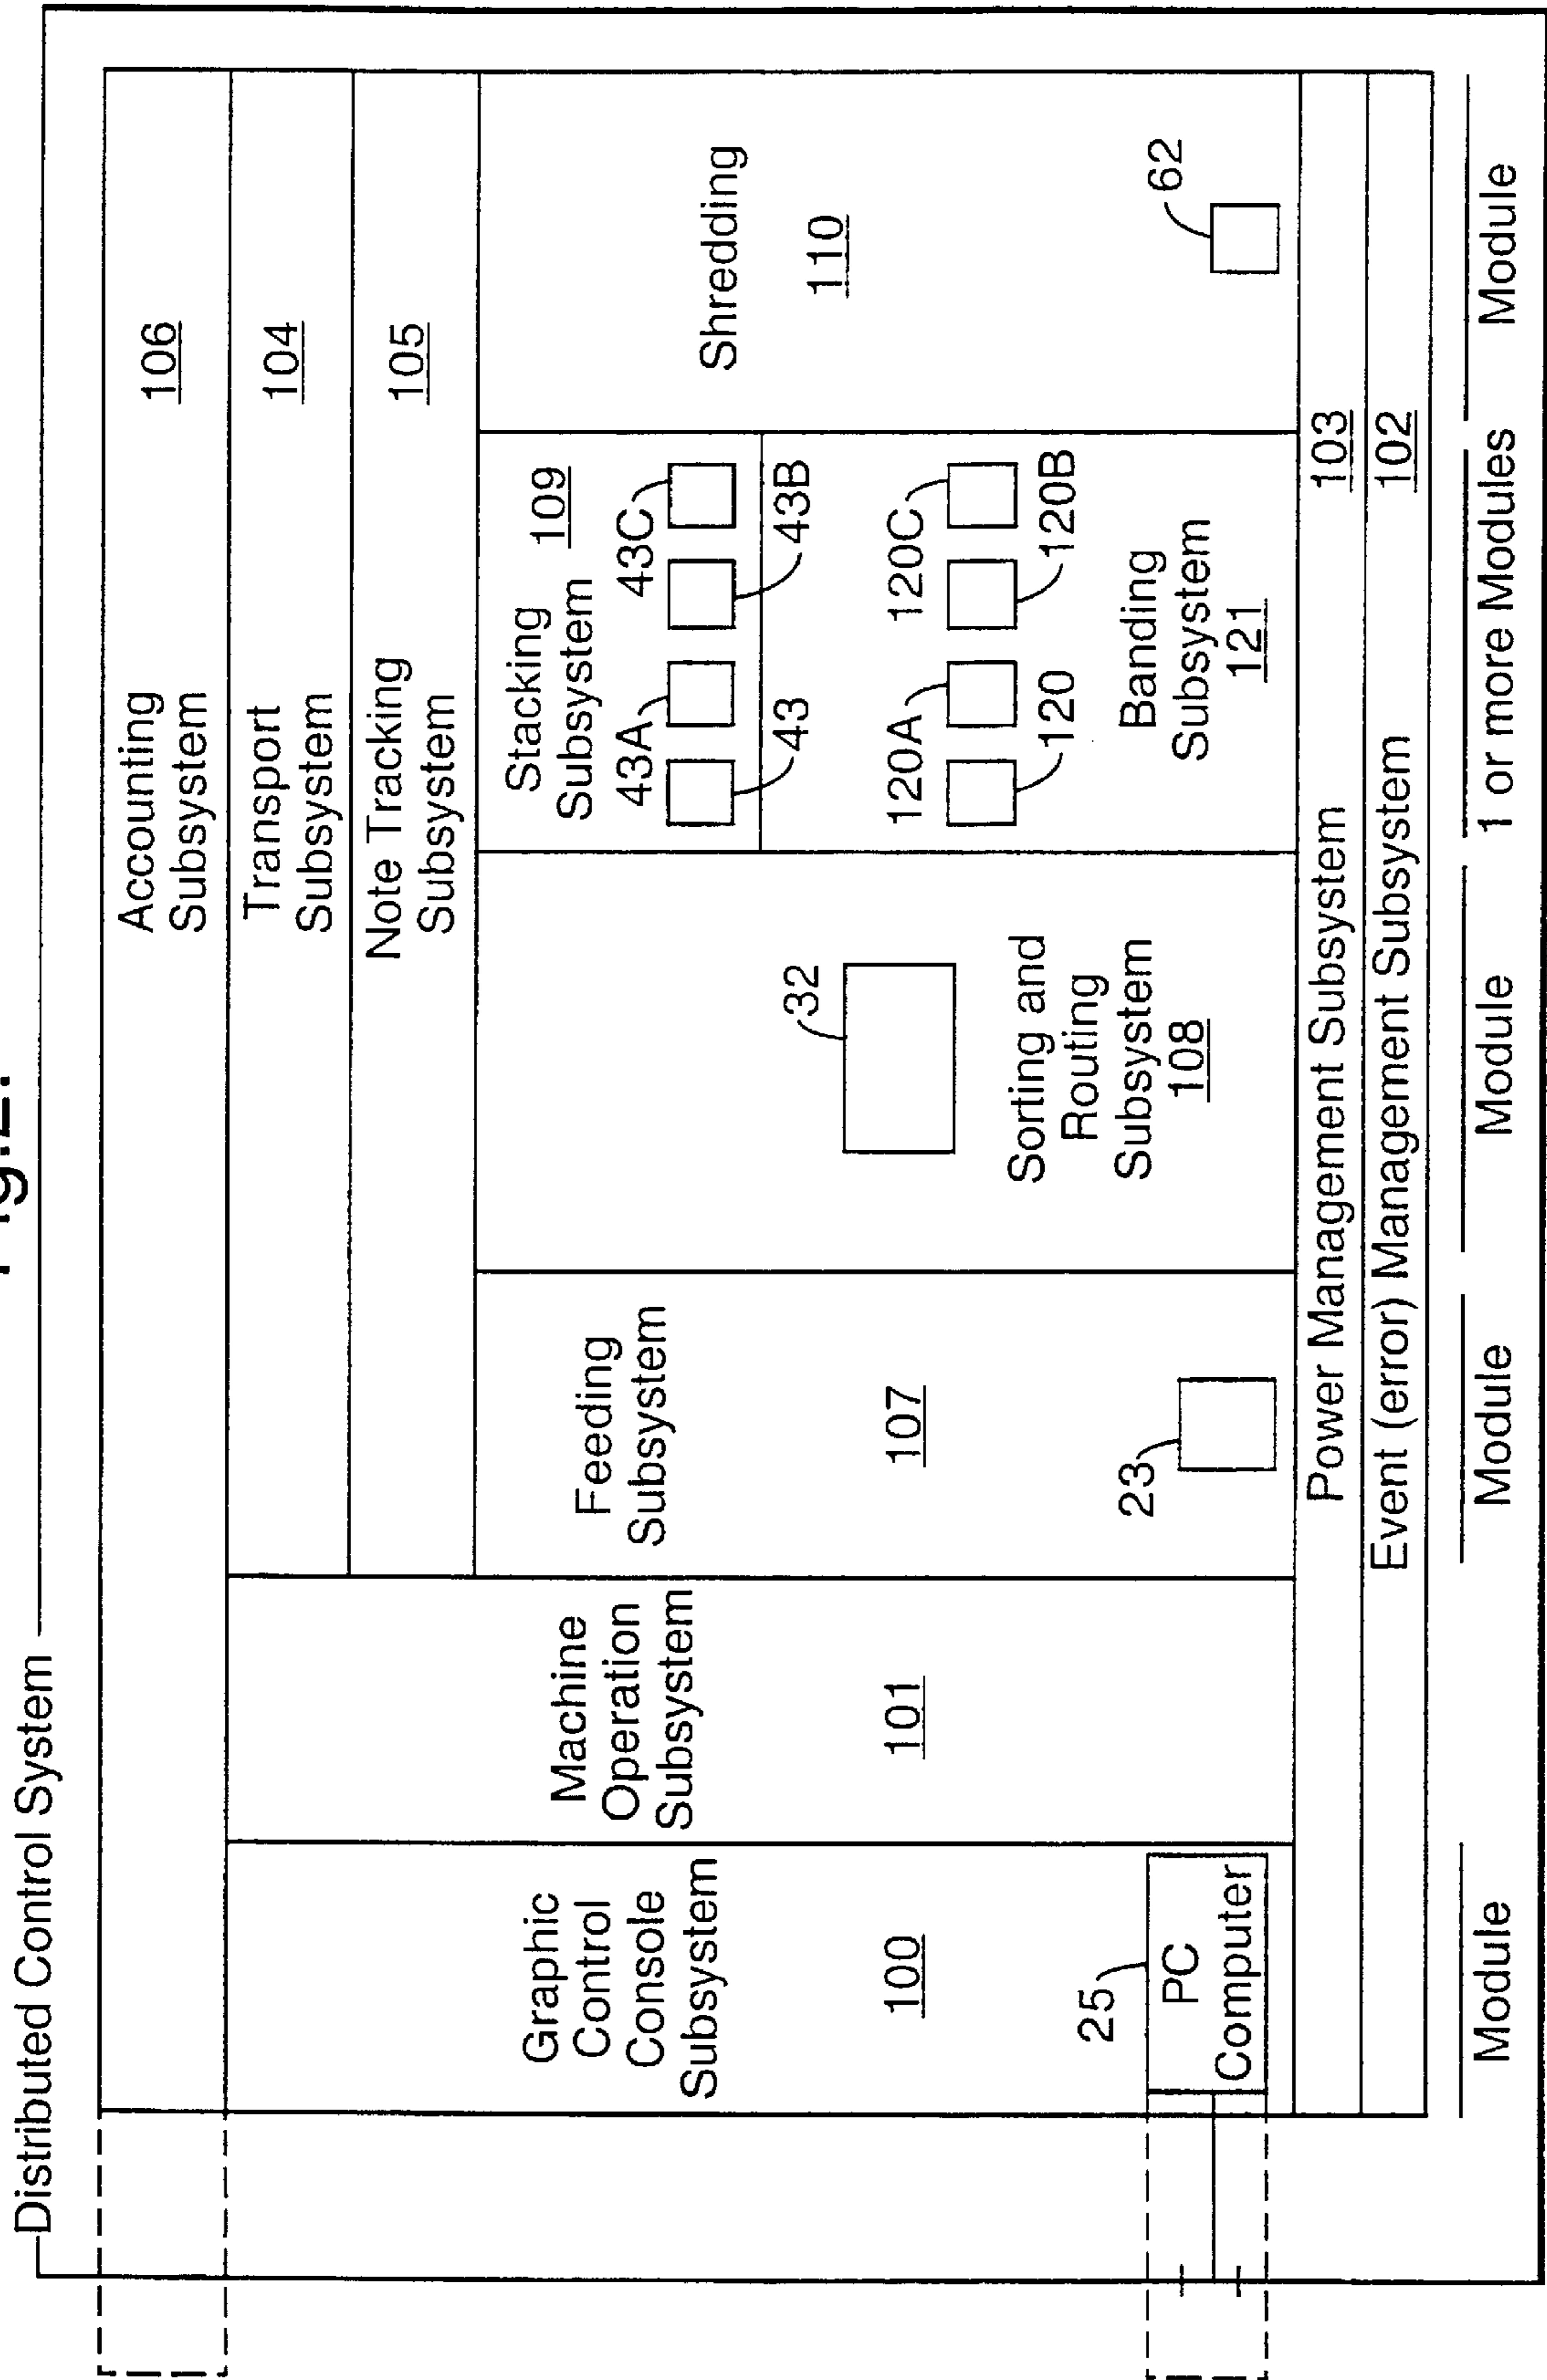 Fig.2.
Distributed Control System
Accounting
Subsystem
106
Transport
Subsystem
104
Note Tracking
Subsystem
105
Graphic
Control
Console
Subsystem
100
25
PC
Computer
Machine
Operation
Subsystem
101
Feeding
Subsystem
107
23
32
Sorting and
Routing
Subsystem
108
Stacking
Subsystem
109
43A
43C
43
43B
120A
120C
120
120B
Banding
Subsystem
121
Shredding
110
62
Power Management Subsystem
103
Event (error) Management Subsystem
102
Module
Module
Module
1 or more Modules
Module